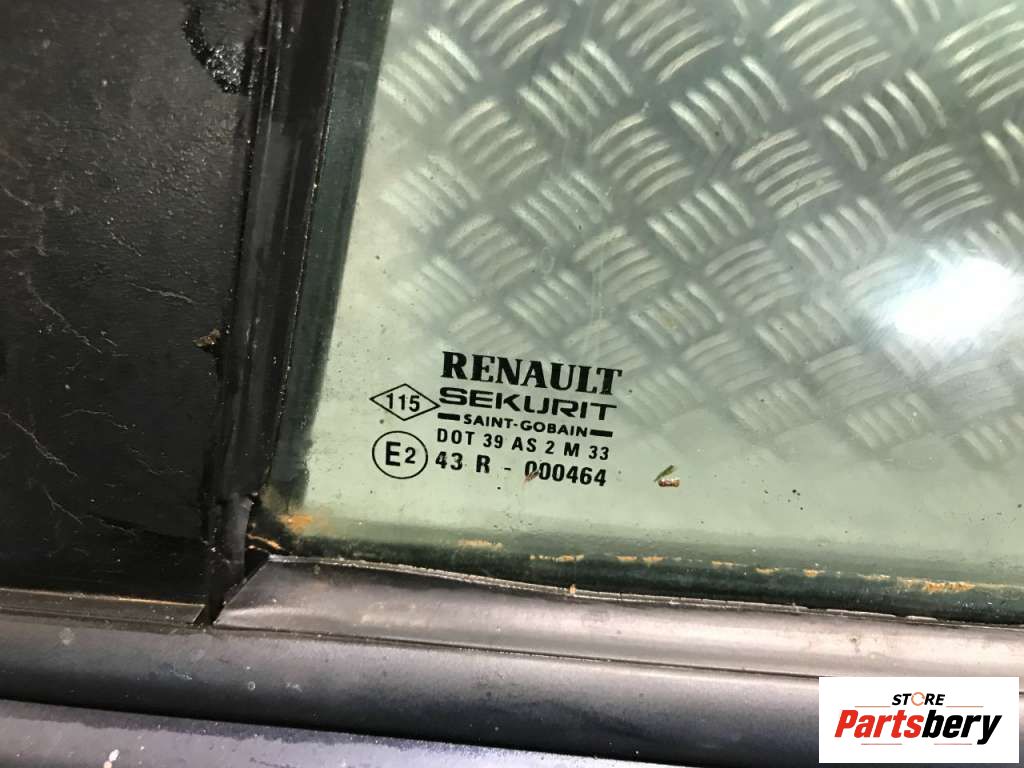 RENAULT
115 SEKURIT
SAINT-GOBAIN
DOT 39 AS 2 M 33
E2 43 R - 000464
STORE
Partsbery